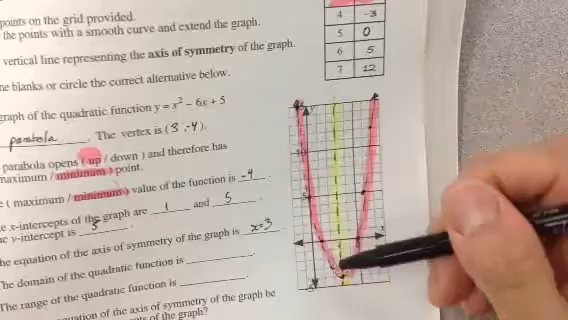 points on the grid provided.
the points with a smooth curve and extend the graph.
vertical line representing the axis of symmetry of the graph.
blanks or circle the correct alternative below.
graph of the quadratic function y = x² − 6x + 5
parabola. The vertex is (3,-4).
parabola opens (up / down) and therefore has
maximum / minimum) point.
(maximum / minimum) value of the function is -4.
x-intercepts of the graph are 1 and 5
y-intercept is 5.
the equation of the axis of symmetry of the graph is x=3.
The domain of the quadratic function is
The range of the quadratic function is
equation of the axis of symmetry of the graph be
of the graph?
4 -3
5 0
6 5
7 12
y
10
5
x
-5